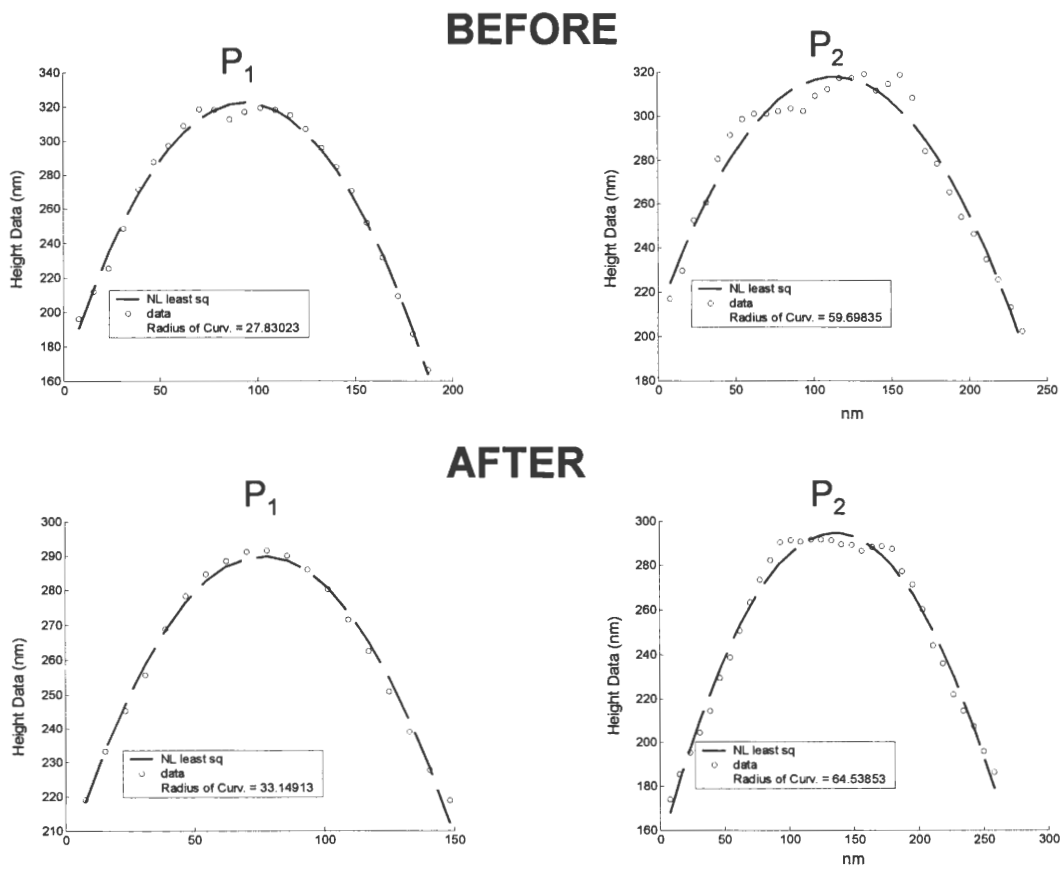 BEFORE
P1
340
320
300
280
260
240
220
200
180
160
Height Data (nm)
NL least sq
data
Radius of Curv. = 27.83023
0 50 100 150 200
P2
320
300
280
260
240
220
200
180
Height Data (nm)
NL least sq
data
Radius of Curv. = 59.69835
0 50 100 150 200 250
nm
AFTER
P1
300
290
280
270
260
250
240
230
220
210
Height Data (nm)
NL least sq
data
Radius of Curv. = 33.14913
0 50 100 150
P2
300
280
260
240
220
200
180
160
Height Data (nm)
NL least sq
data
Radius of Curv. = 64.53853
0 50 100 150 200 250 300
nm